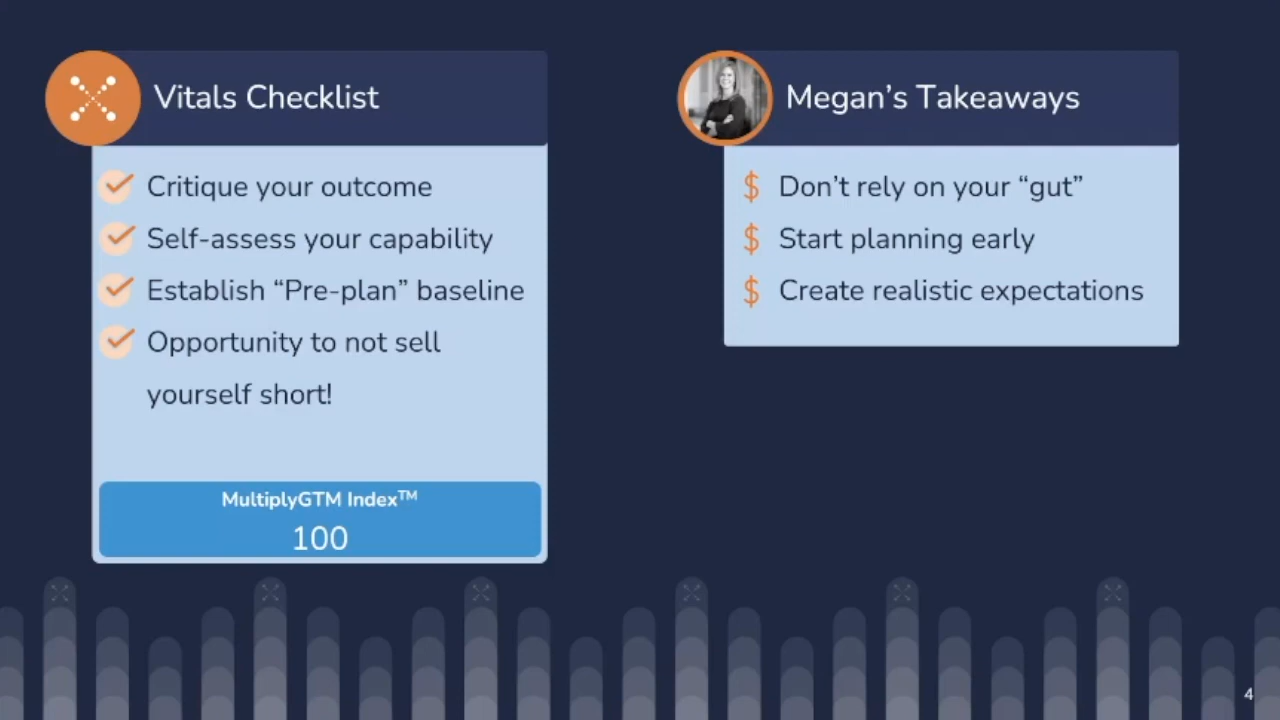 Vitals Checklist
Critique your outcome
Self-assess your capability
Establish “Pre-plan” baseline
Opportunity to not sell
yourself short!
MultiplyGTM Index™
100
Megan’s Takeaways
$ Don’t rely on your “gut”
$ Start planning early
$ Create realistic expectations
4